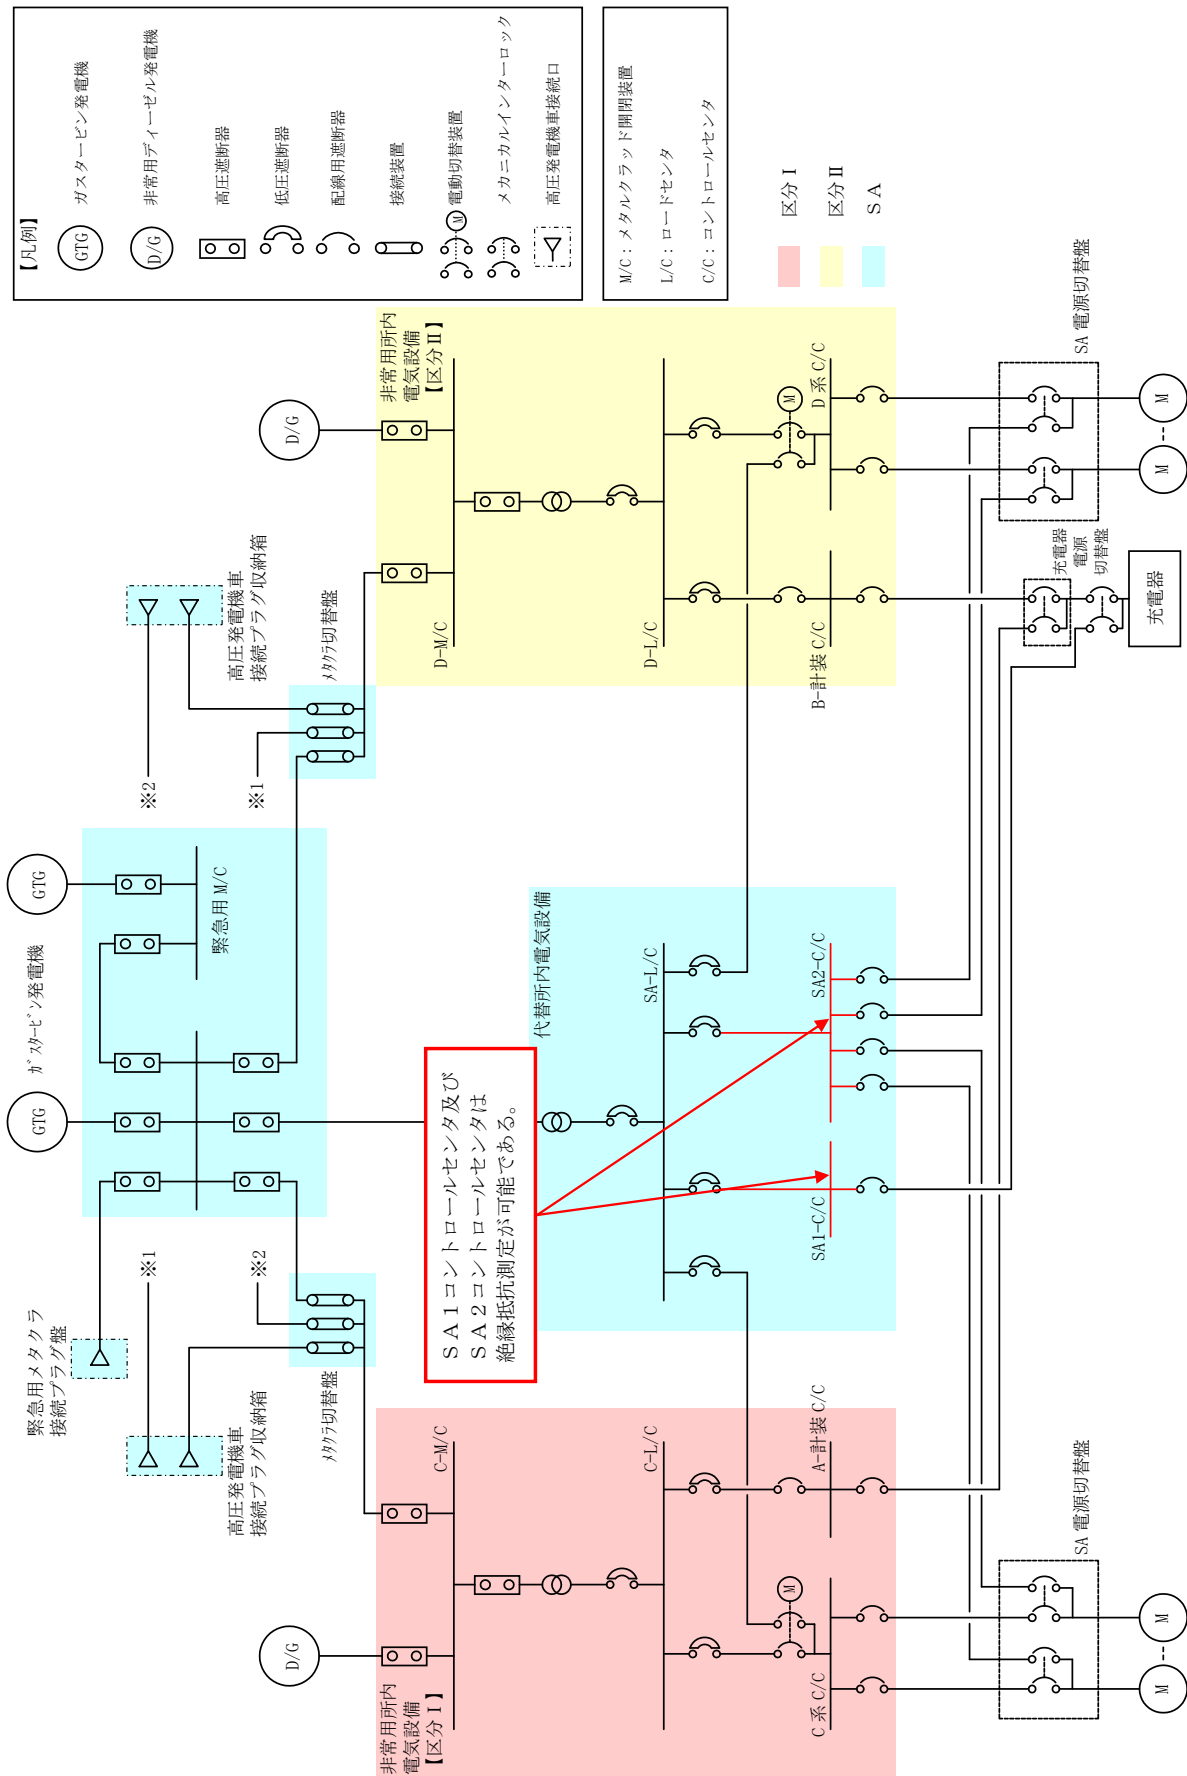 【凡例】
GTG
ガスタービン発電機
D/G
非常用ディーゼル発電機
高圧遮断器
低圧遮断器
配線用遮断器
接続装置
M
電動切替装置
メカニカルインターロック
高圧発電機車接続口
M/C：メタルクラッド開閉装置
L/C：ロードセンタ
C/C：コントロールセンタ
区分Ⅰ
区分Ⅱ
ＳＡ
緊急用メタクラ
接続プラグ盤
GTG
ｶﾞｽﾀｰﾋﾞﾝ発電機
GTG
緊急用 M/C
※1
※2
高圧発電機車
接続プラグ収納箱
ﾒﾀｸﾗ切替盤
※2
※1
高圧発電機車
接続プラグ収納箱
ﾒﾀｸﾗ切替盤
D/G
非常用所内
電気設備
【区分Ⅰ】
C-M/C
C-L/C
M
C 系 C/C
A-計装 C/C
代替所内電気設備
SA-L/C
SA1-C/C
SA2-C/C
ＳＡ１コントロールセンタ及び
ＳＡ２コントロールセンタは
絶縁抵抗測定が可能である。
D/G
非常用所内
電気設備
【区分Ⅱ】
D-M/C
D-L/C
M
B-計装 C/C
D 系 C/C
SA 電源切替盤
M
M
充電器
電源
切替盤
充電器
SA 電源切替盤
M
M